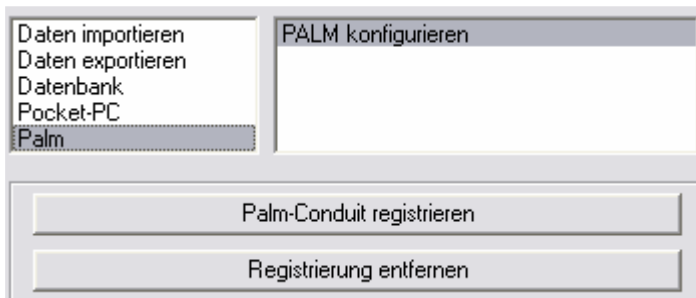 Daten importieren
Daten exportieren
Datenbank
Pocket-PC
Palm
PALM konfigurieren
Palm-Conduit registrieren
Registrierung entfernen